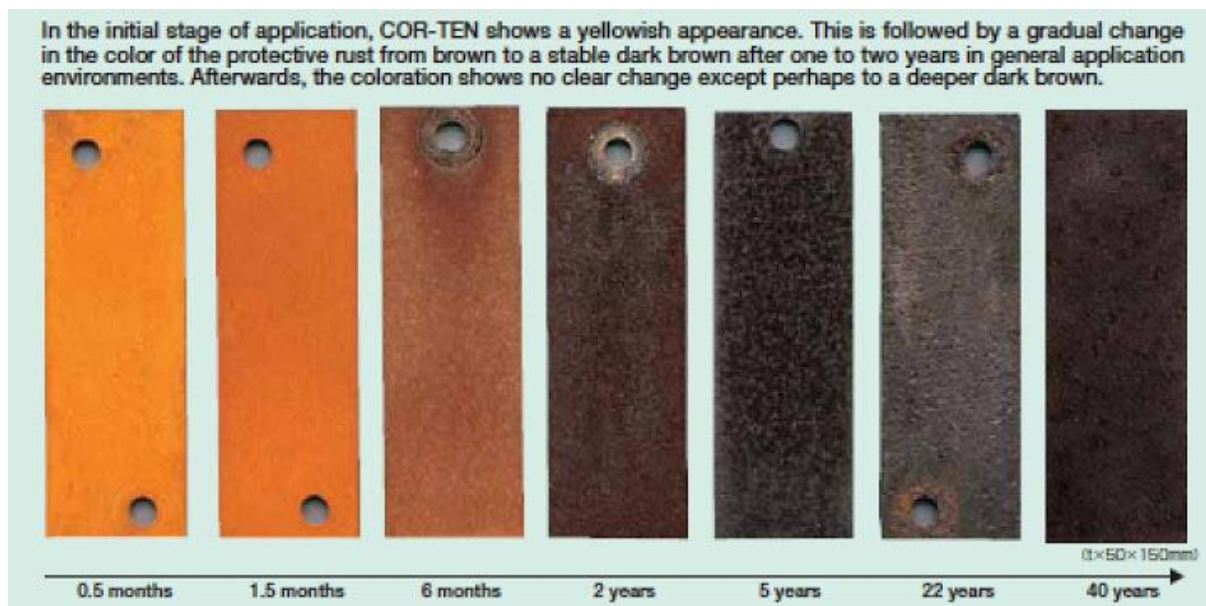 In the initial stage of application, COR-TEN shows a yellowish appearance. This is followed by a gradual change
in the color of the protective rust from brown to a stable dark brown after one to two years in general application
environments. Afterwards, the coloration shows no clear change except perhaps to a deeper dark brown.
(t×50×150mm)
0.5 months 1.5 months 6 months 2 years 5 years 22 years 40 years